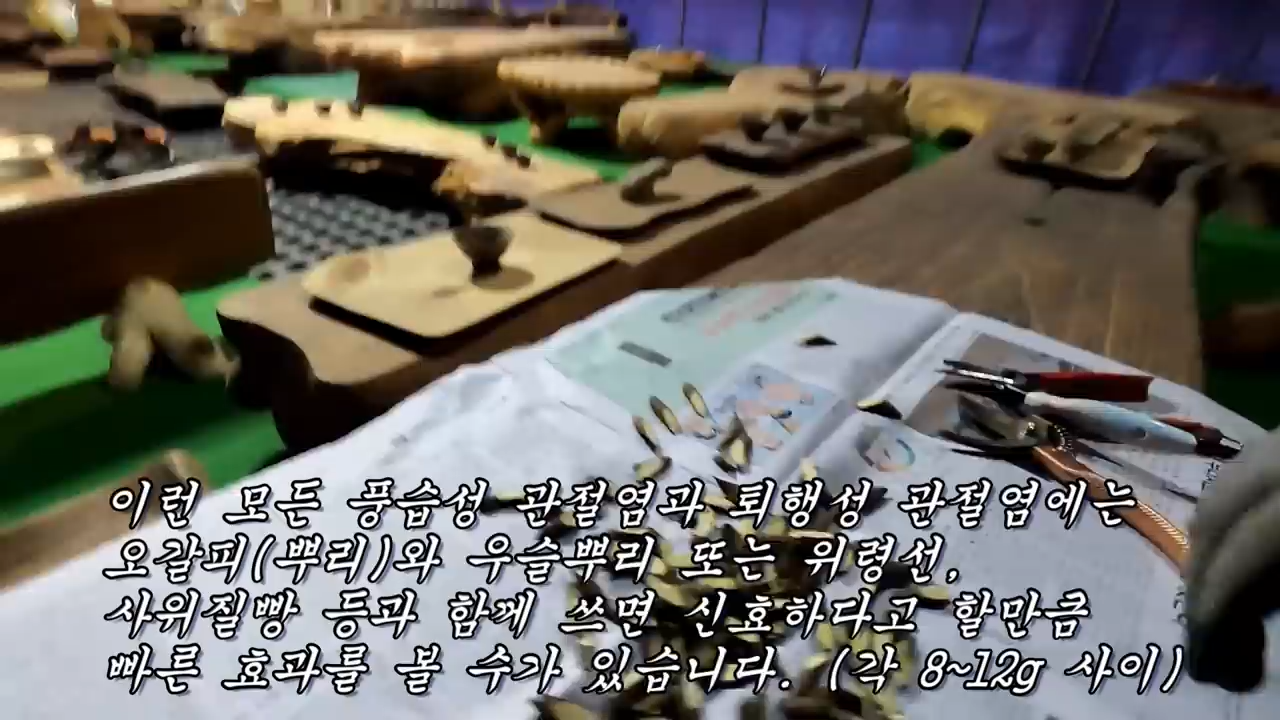 이런 모든 풍습성 관절염과 퇴행성 관절염에는
오갈피(뿌리)와 우슬뿌리 또는 위령선,
사위질빵 등과 함께 쓰면 신효하다고 할만큼
빠른 효과를 볼 수가 있습니다. (각 8~12g 사이)